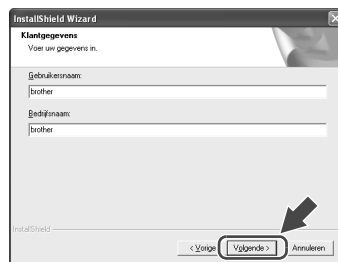 InstallShield Wizard
Klantgegevens
Voer uw gegevens in.
Gebruikersnaam:
brother
Bedrijfsnaam:
brother
InstallShield
< Vorige
Volgende >
Annuleren